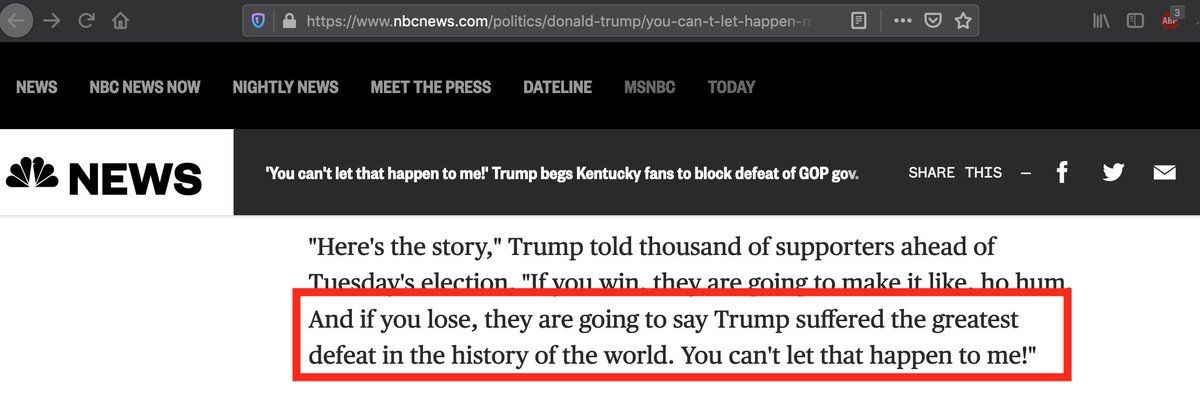 https://www.nbcnews.com/politics/donald-trump/you-can-t-let-happen-m
ABP
3
NEWS NBC NEWS NOW NIGHTLY NEWS MEET THE PRESS DATELINE MSNBC TODAY
NEWS 'You can't let that happen to me!' Trump begs Kentucky fans to block defeat of GOP gov. SHARE THIS –
"Here's the story," Trump told thousand of supporters ahead of
Tuesday's election. "If you win, they are going to make it like, ho hum.
And if you lose, they are going to say Trump suffered the greatest
defeat in the history of the world. You can't let that happen to me!"